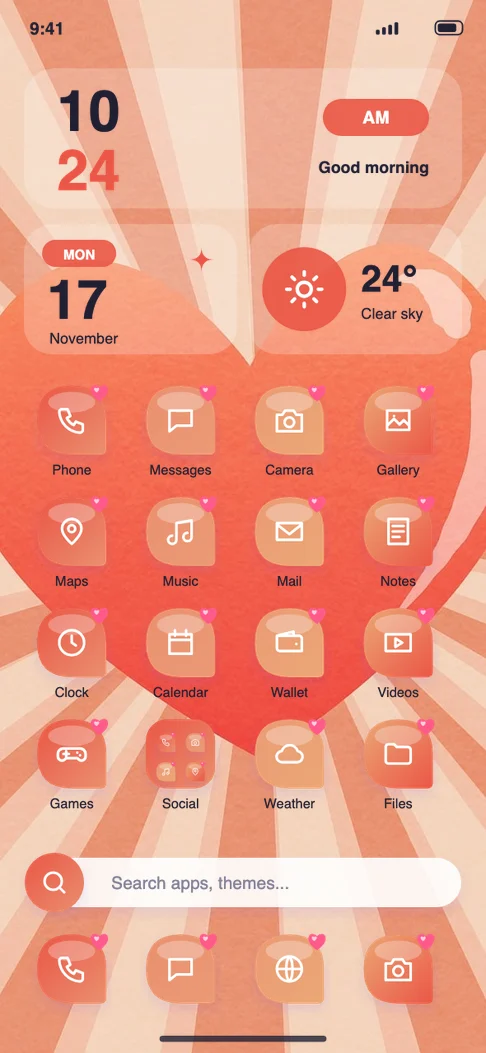 9:41
10
24
AM
Good morning
MON
17
November
24°
Clear sky
Phone
Messages
Camera
Gallery
Maps
Music
Mail
Notes
Clock
Calendar
Wallet
Videos
Games
Social
Weather
Files
Search apps, themes...